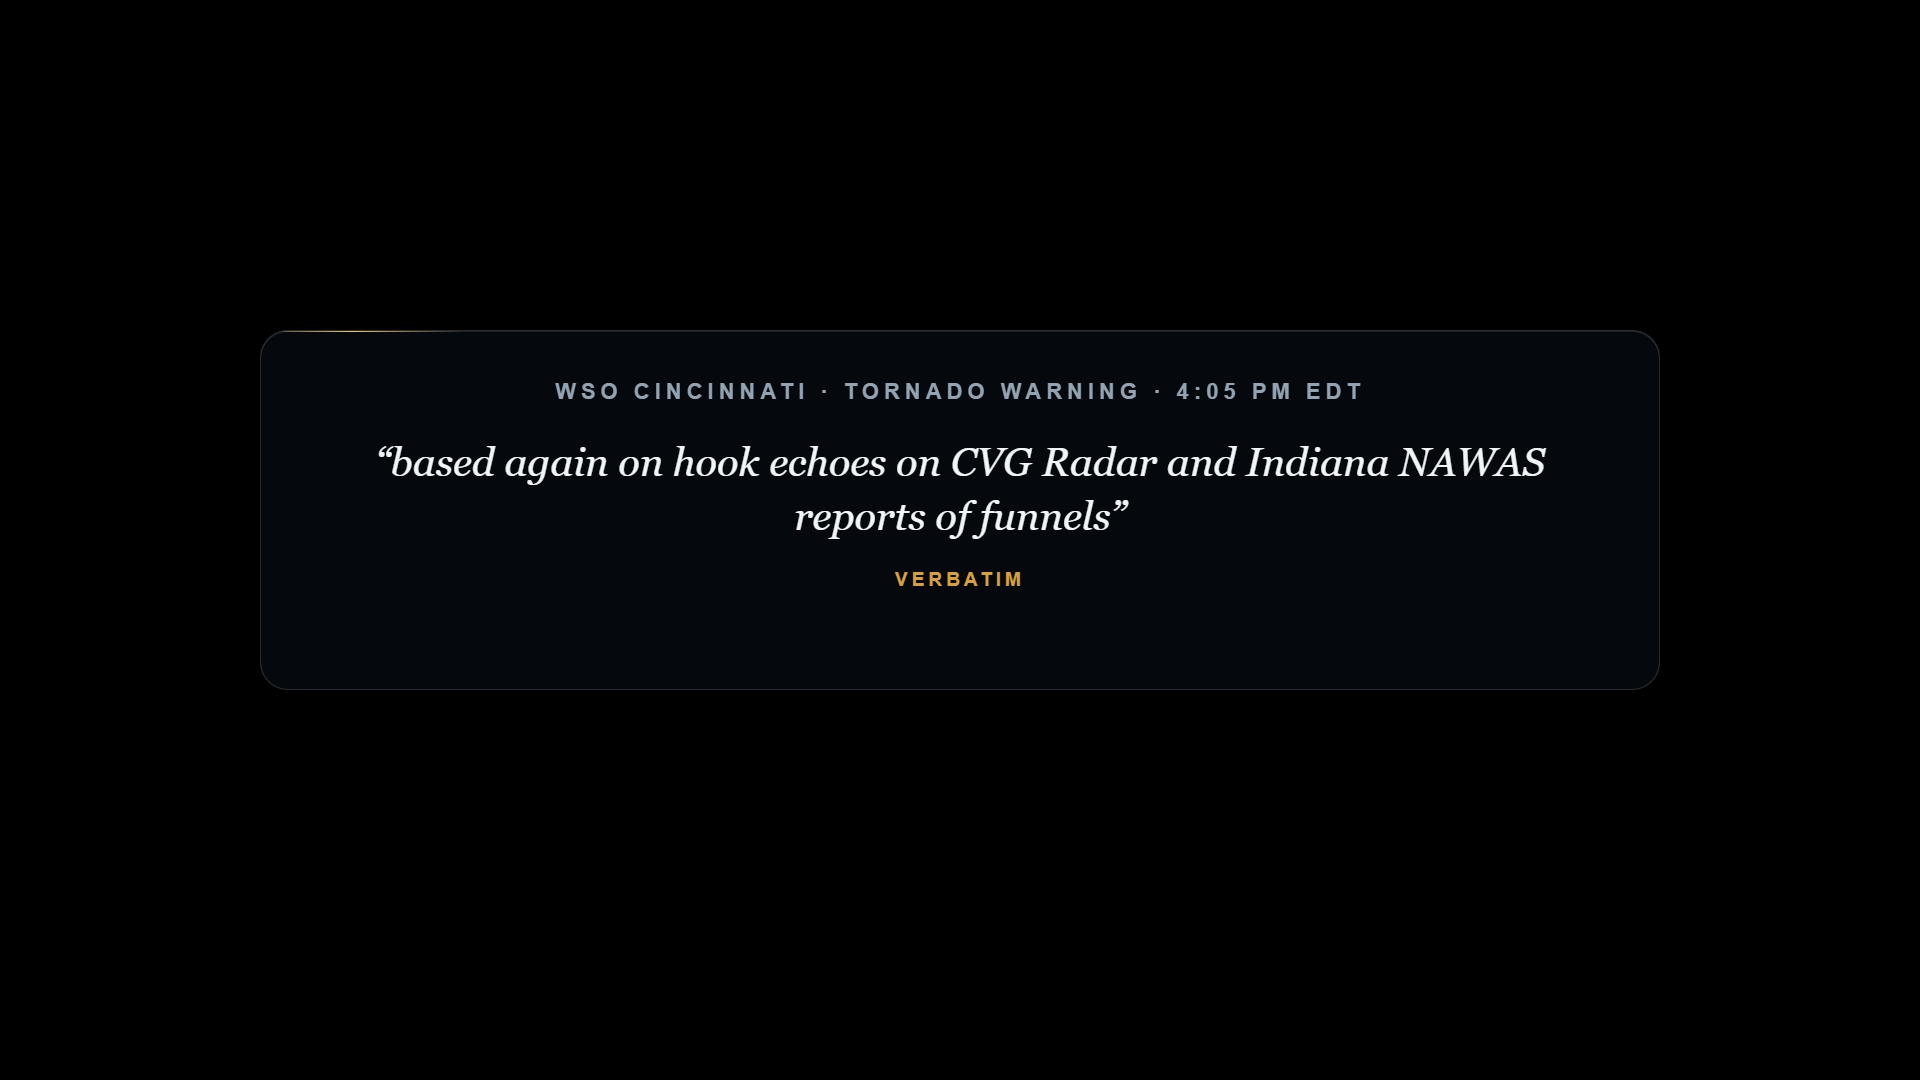 WSO CINCINNATI · TORNADO WARNING · 4:05 PM EDT
“based again on hook echoes on CVG Radar and Indiana NAWAS
reports of funnels”
VERBATIM